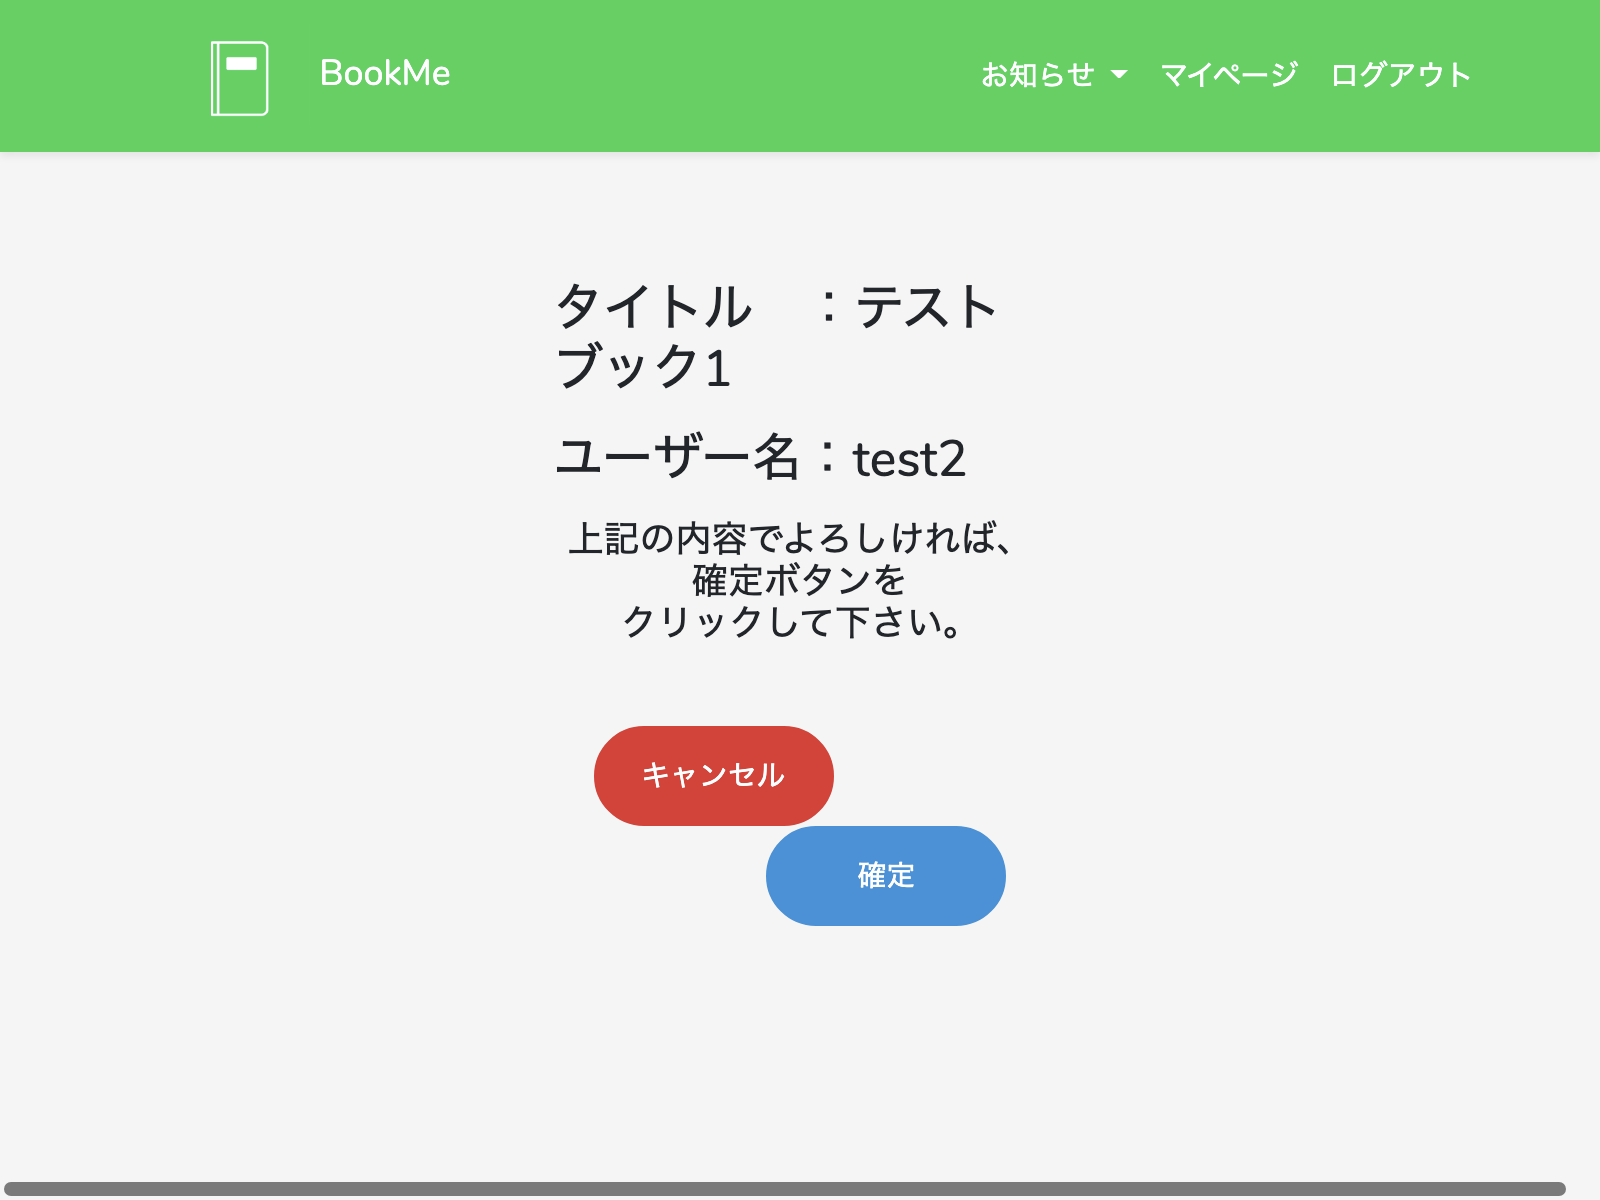 BookMe
お知らせ マイページ ログアウト
タイトル　：テスト
ブック1
ユーザー名：test2
上記の内容でよろしければ、
確定ボタンを
クリックして下さい。
キャンセル
確定